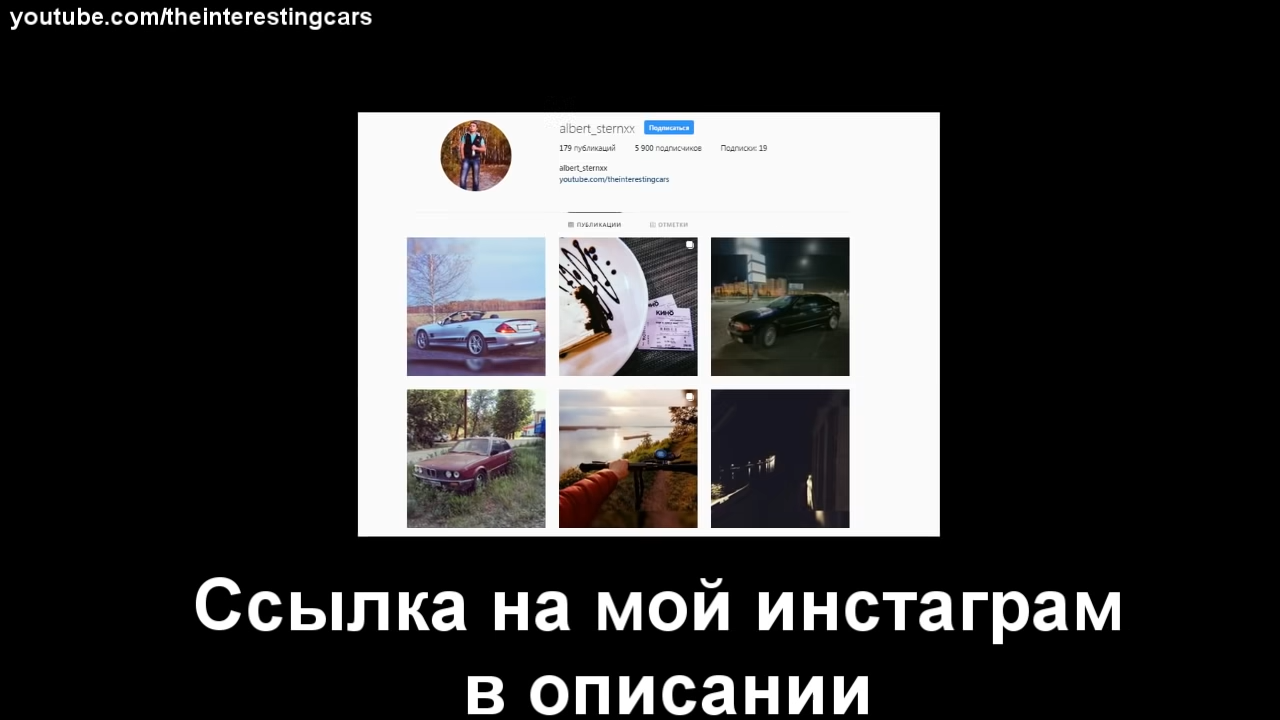 youtube.com/theinterestingcars
albert_sternxx Подписаться
179 публикаций 5 900 подписчиков Подписки: 19
albert_sternxx
youtube.com/theinterestingcars
ПУБЛИКАЦИИ ОТМЕТКИ
КИНО
Ссылка на мой инстаграм
в описании